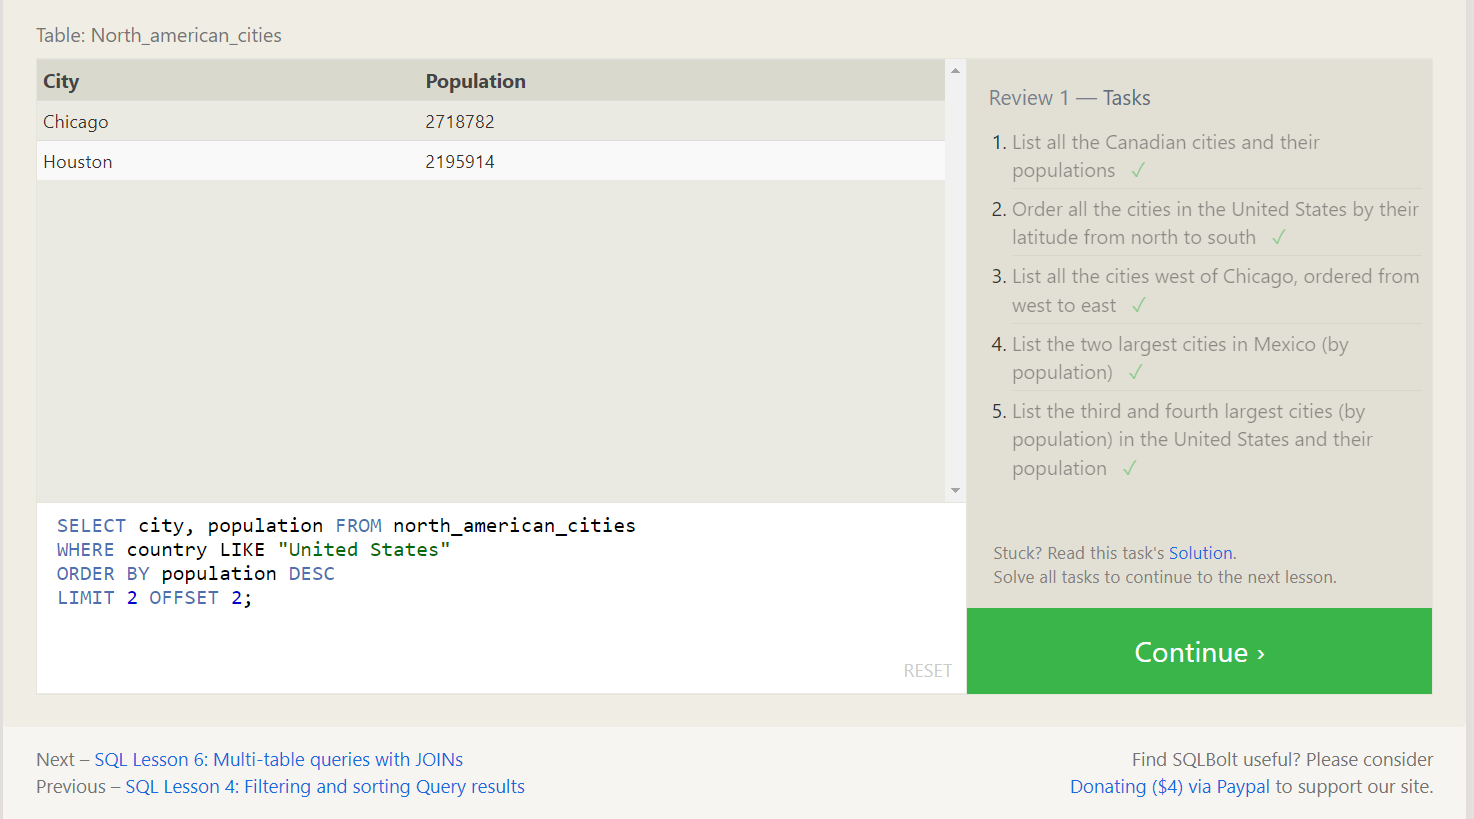 Table: North_american_cities
City Population
Chicago 2718782
Houston 2195914
SELECT city, population FROM north_american_cities
WHERE country LIKE "United States"
ORDER BY population DESC
LIMIT 2 OFFSET 2;
RESET
Review 1 — Tasks
1. List all the Canadian cities and their
populations ✓
2. Order all the cities in the United States by their
latitude from north to south ✓
3. List all the cities west of Chicago, ordered from
west to east ✓
4. List the two largest cities in Mexico (by
population) ✓
5. List the third and fourth largest cities (by
population) in the United States and their
population ✓
Stuck? Read this task's Solution.
Solve all tasks to continue to the next lesson.
Continue ›
Next – SQL Lesson 6: Multi-table queries with JOINs
Previous – SQL Lesson 4: Filtering and sorting Query results
Find SQLBolt useful? Please consider
Donating ($4) via Paypal to support our site.